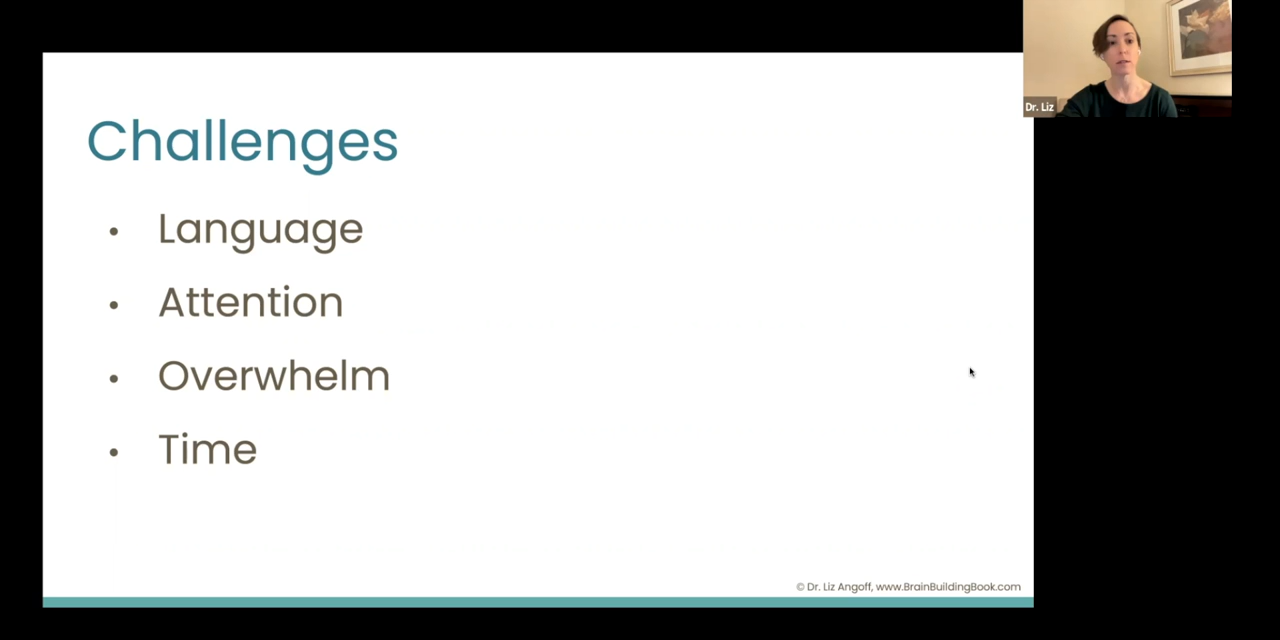 Dr. Liz
Challenges
• Language
• Attention
• Overwhelm
• Time
© Dr. Liz Angoff, www.BrainBuildingBook.com